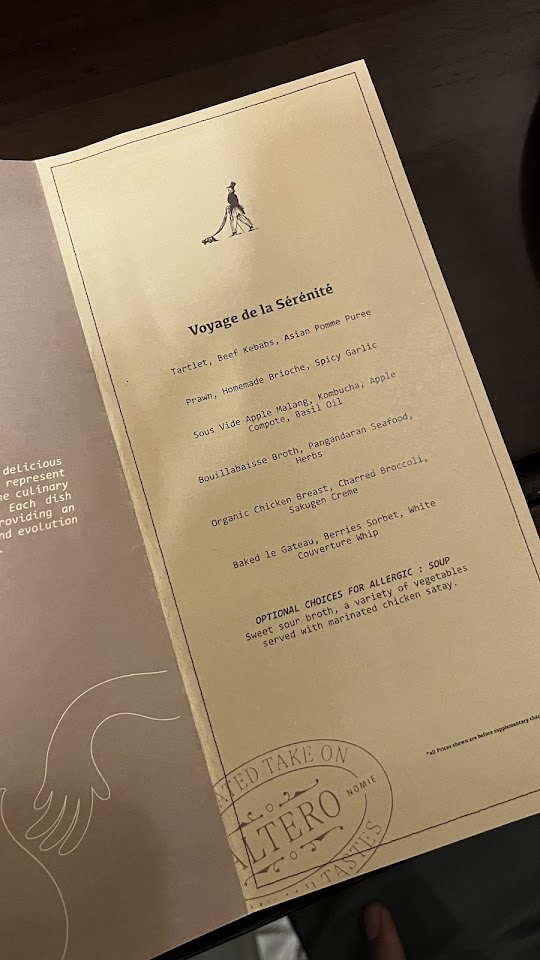 delicious
represent
culinary
Each dish
an
evolution
Voyage de la Sérénité
Tartlet, Beef Kebabs, Asian Pomme Puree
Prawn, Homemade Brioche, Spicy Garlic
Sous Vide Apple Malang, Kombucha, Apple
Compote, Basil Oil
Bouillabaisse Broth, Pangandaran Seafood,
Herbs
Organic Chicken Breast, Charred Broccoli,
Sakugen Creme
Baked le Gateau, Berries Sorbet, White
Couverture Whip
OPTIONAL CHOICES FOR ALLERGIC : SOUP
Sweet sour broth, a variety of vegetables
served with marinated chicken satay.
*all Prices shown are before supplementary
TAKE ON
NOMIE
ALTERO
TASTES